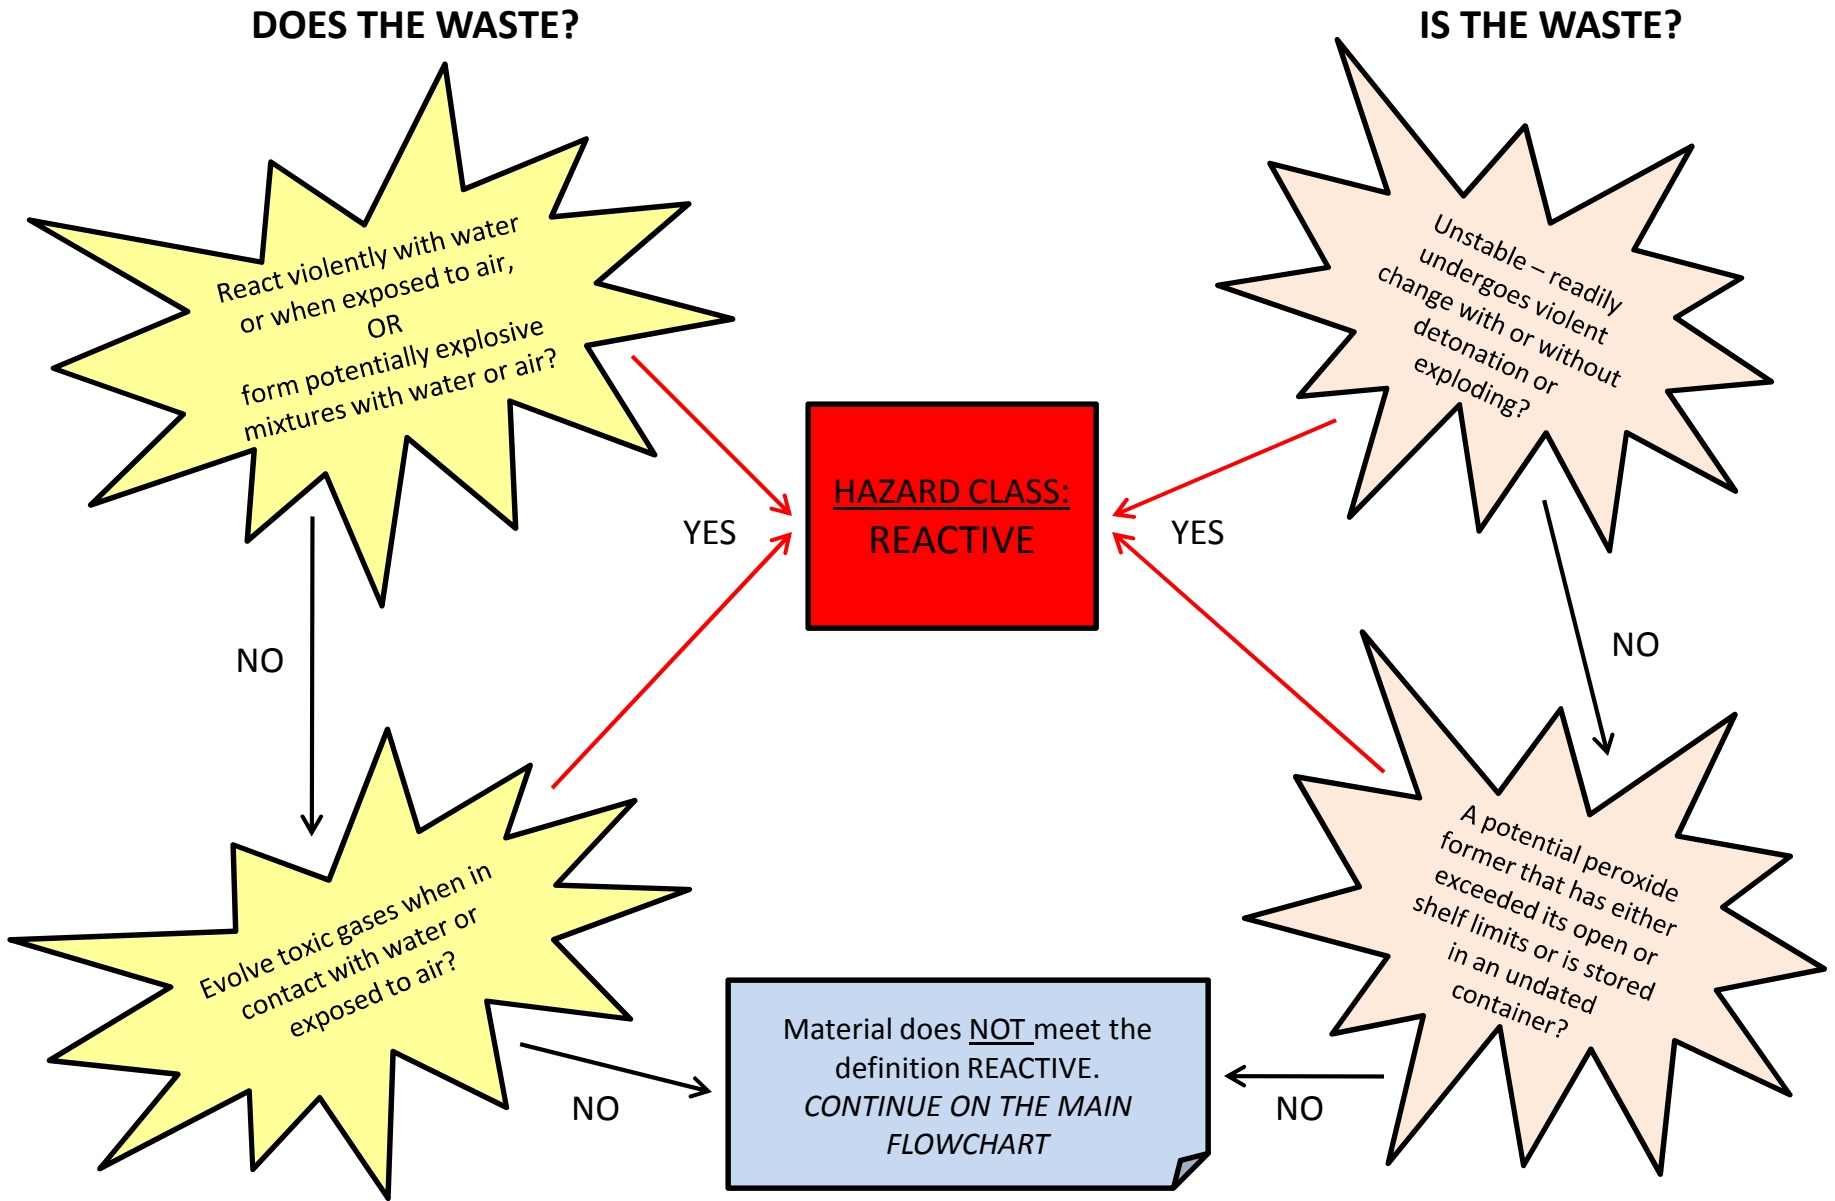 DOES THE WASTE?
IS THE WASTE?
React violently with water
or when exposed to air,
OR
form potentially explosive
mixtures with water or air?
Unstable – readily
undergoes violent
change with or without
detonation or
exploding?
HAZARD CLASS:
REACTIVE
YES
YES
NO
NO
Evolve toxic gases when in
contact with water or
exposed to air?
A potential peroxide
former that has either
exceeded its open or
shelf limits or is stored
in an undated
container?
Material does NOT meet the
definition REACTIVE.
CONTINUE ON THE MAIN
FLOWCHART
NO
NO